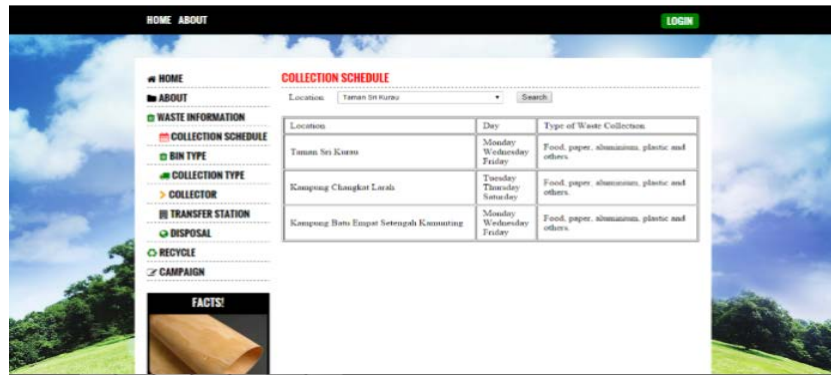 HOME ABOUT
LOGIN
HOME
ABOUT
WASTE INFORMATION
COLLECTION SCHEDULE
BIN TYPE
COLLECTION TYPE
COLLECTOR
TRANSFER STATION
DISPOSAL
RECYCLE
CAMPAIGN
FACTS!
COLLECTION SCHEDULE
Location Taman Sri Kurau Search
Location Day Type of Waste Collection
Taman Sri Kurau Monday Wednesday Friday Food, paper, aluminium, plastic and others.
Kampung Changkat Larah Tuesday Thursday Saturday Food, paper, aluminium, plastic and others.
Kampung Batu Empat Setengah Kamunting Monday Wednesday Friday Food, paper, aluminium, plastic and others.